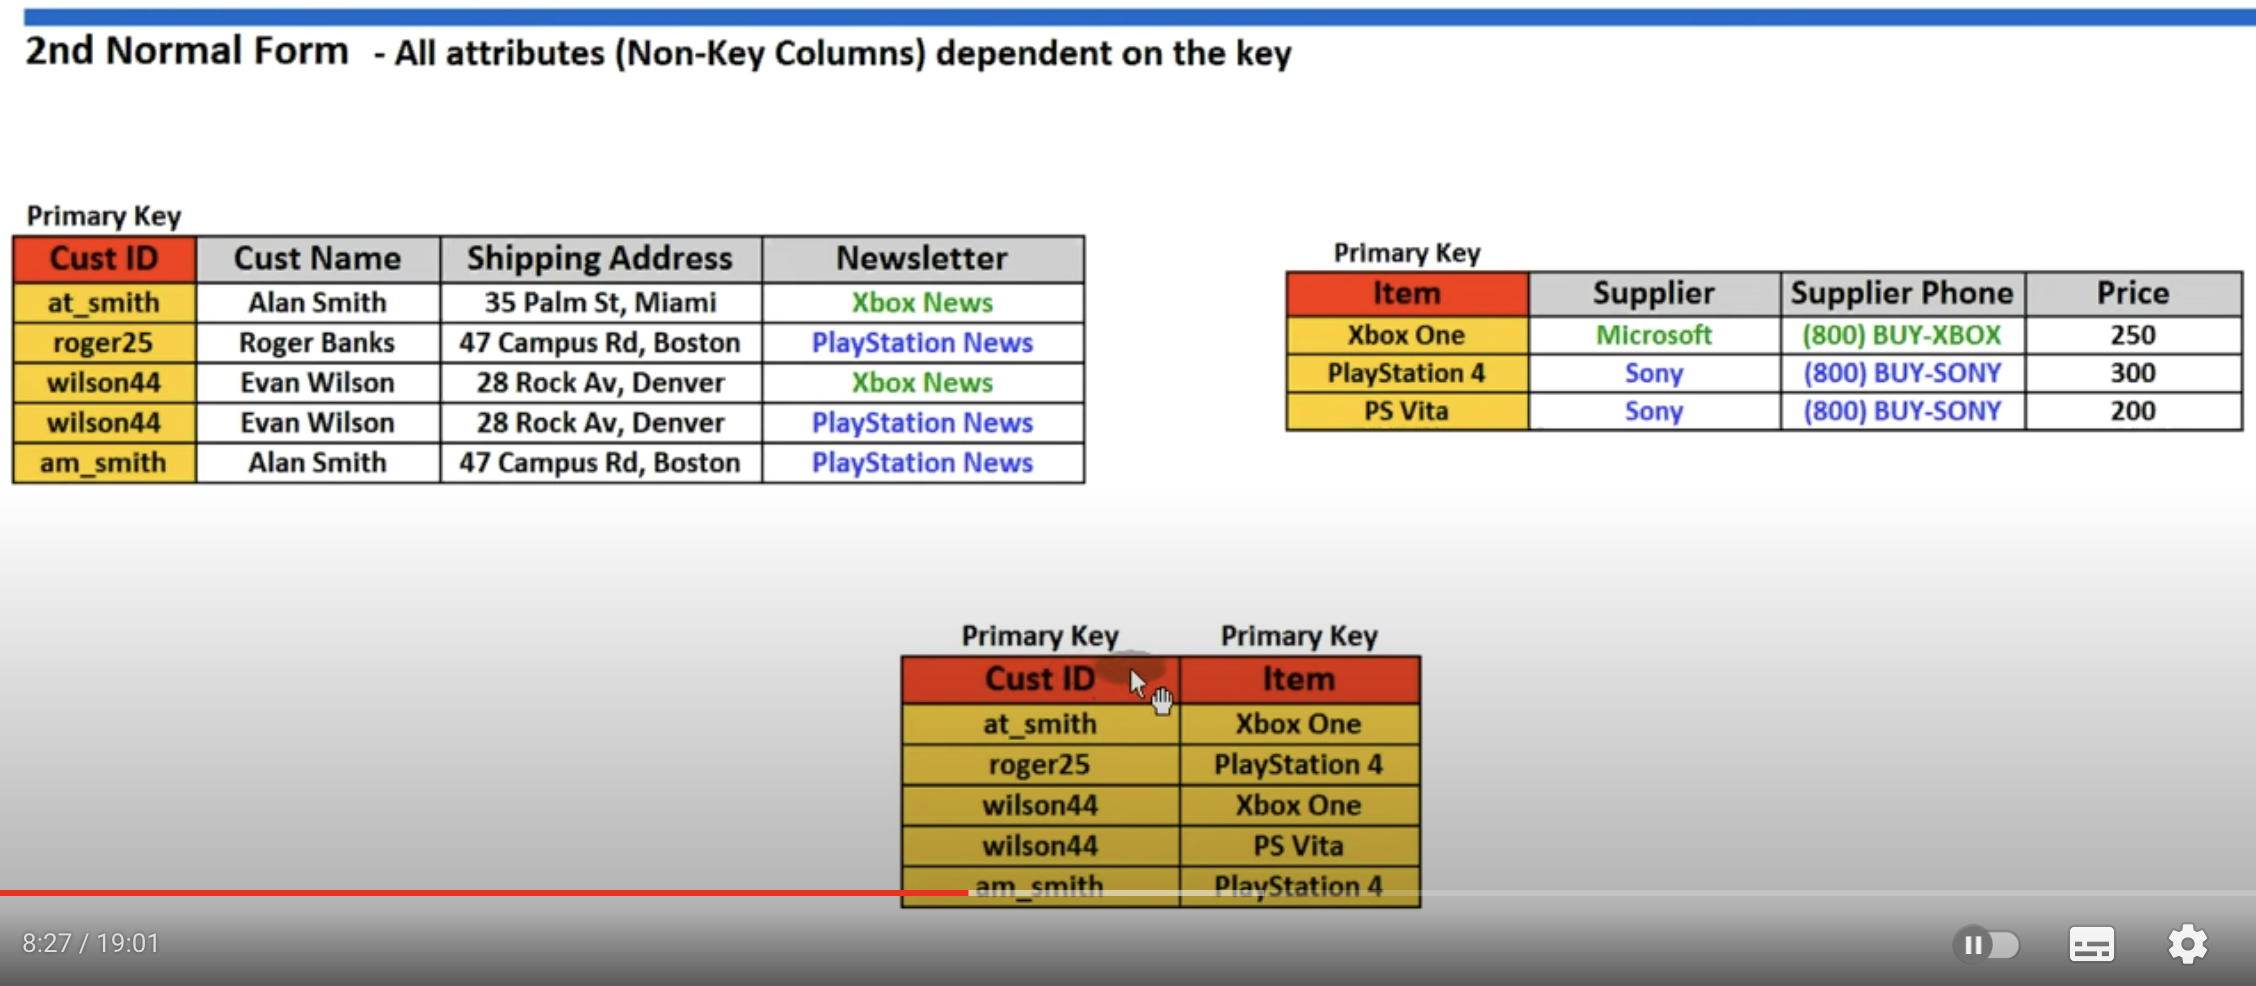 2nd Normal Form - All attributes (Non-Key Columns) dependent on the key
Primary Key
Cust ID Cust Name Shipping Address Newsletter
at_smith Alan Smith 35 Palm St, Miami Xbox News
roger25 Roger Banks 47 Campus Rd, Boston PlayStation News
wilson44 Evan Wilson 28 Rock Av, Denver Xbox News
wilson44 Evan Wilson 28 Rock Av, Denver PlayStation News
am_smith Alan Smith 47 Campus Rd, Boston PlayStation News
Primary Key
Item Supplier Supplier Phone Price
Xbox One Microsoft (800) BUY-XBOX 250
PlayStation 4 Sony (800) BUY-SONY 300
PS Vita Sony (800) BUY-SONY 200
Primary Key Primary Key
Cust ID Item
at_smith Xbox One
roger25 PlayStation 4
wilson44 Xbox One
wilson44 PS Vita
am_smith PlayStation 4
8:27 / 19:01